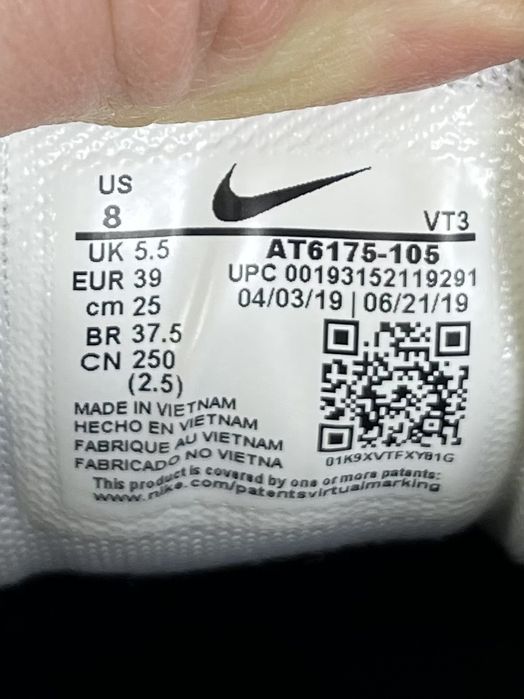 US
8
VT3
UK 5.5
EUR 39
cm 25
BR 37.5
CN 250
(2.5)
AT6175-105
UPC 00193152119291
04/03/19 | 06/21/19
01K9XVTFXY81G
MADE IN VIETNAM
HECHO EN VIETNAM
FABRIQUE AU VIETNAM
FABRICADO NO VIETNA
This product is covered by one or more patents:
www.nike.com/patentsvirtualmarking